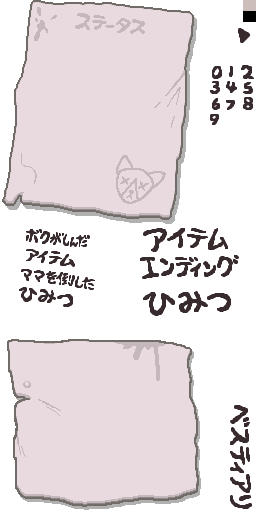 ステータス
0 1 2
3 4 5
6 7 8
9
ボクがしんだ
アイテム
ママを倒した
ひみつ
アイテム
エンディング
ひみつ
ベスティアリ